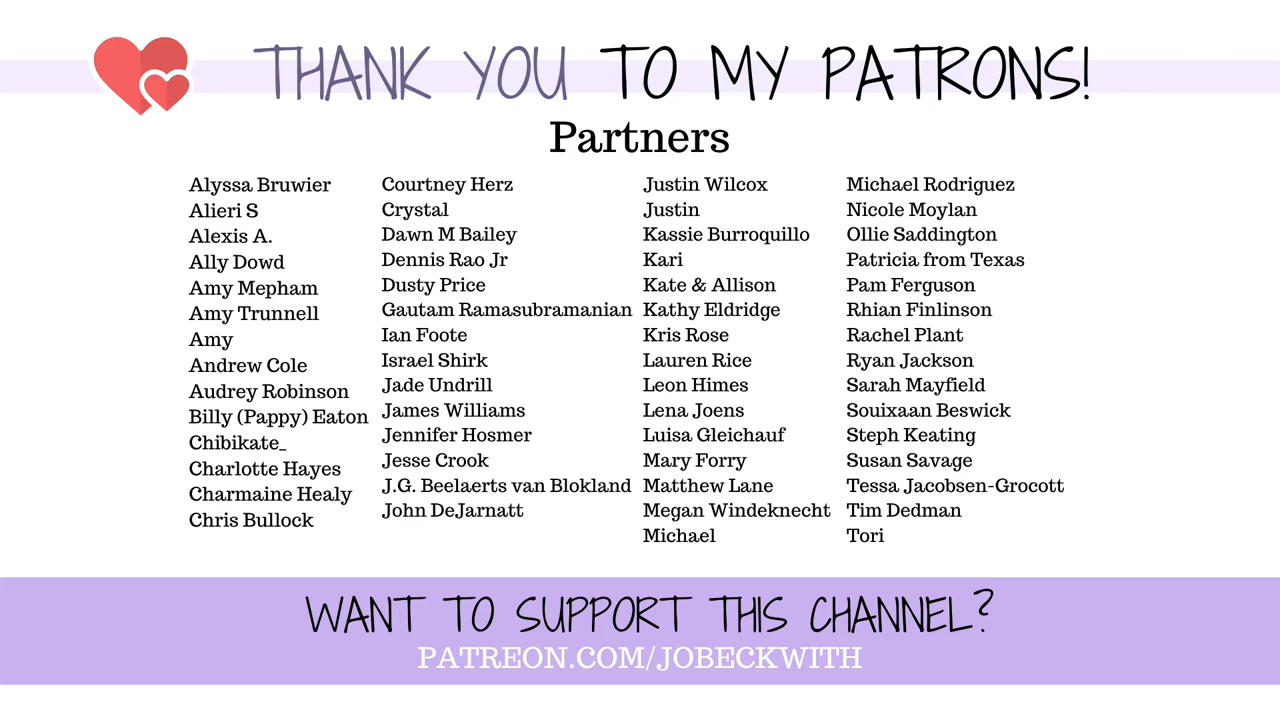 THANK YOU TO MY PATRONS!
Partners
Alyssa Bruwier
Alieri S
Alexis A.
Ally Dowd
Amy Mepham
Amy Trunnell
Amy
Andrew Cole
Audrey Robinson
Billy (Pappy) Eaton
Chibikate_
Charlotte Hayes
Charmaine Healy
Chris Bullock
Courtney Herz
Crystal
Dawn M Bailey
Dennis Rao Jr
Dusty Price
Gautam Ramasubramanian
Ian Foote
Israel Shirk
Jade Undrill
James Williams
Jennifer Hosmer
Jesse Crook
J.G. Beelaerts van Blokland
John DeJarnatt
Justin Wilcox
Justin
Kassie Burroquillo
Kari
Kate & Allison
Kathy Eldridge
Kris Rose
Lauren Rice
Leon Himes
Lena Joens
Luisa Gleichauf
Mary Forry
Matthew Lane
Megan Windeknecht
Michael
Michael Rodriguez
Nicole Moylan
Ollie Saddington
Patricia from Texas
Pam Ferguson
Rhian Finlinson
Rachel Plant
Ryan Jackson
Sarah Mayfield
Souixaan Beswick
Steph Keating
Susan Savage
Tessa Jacobsen-Grocott
Tim Dedman
Tori
WANT TO SUPPORT THIS CHANNEL?
PATREON.COM/JOBECKWITH